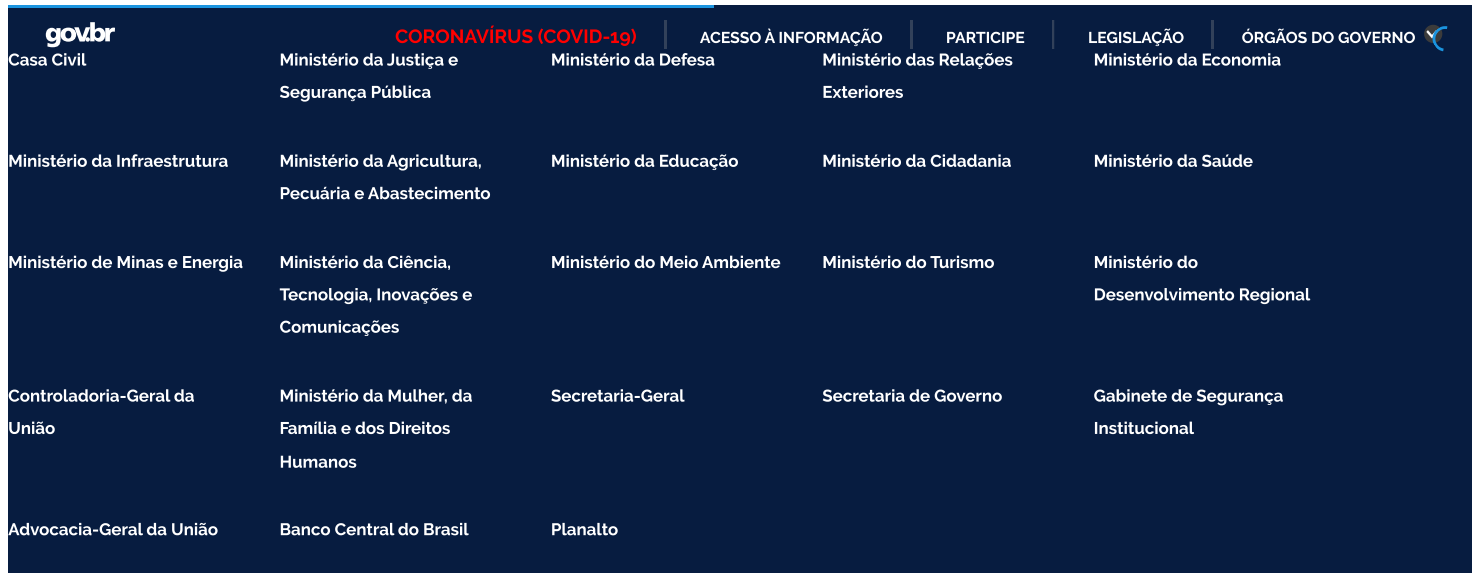 gov.br
CORONAVÍRUS (COVID-19)
ACESSO À INFORMAÇÃO
PARTICIPE
LEGISLAÇÃO
ÓRGÃOS DO GOVERNO
Casa Civil
Ministério da Justiça e
Segurança Pública
Ministério da Defesa
Ministério das Relações
Exteriores
Ministério da Economia
Ministério da Infraestrutura
Ministério da Agricultura,
Pecuária e Abastecimento
Ministério da Educação
Ministério da Cidadania
Ministério da Saúde
Ministério de Minas e Energia
Ministério da Ciência,
Tecnologia, Inovações e
Comunicações
Ministério do Meio Ambiente
Ministério do Turismo
Ministério do
Desenvolvimento Regional
Controladoria-Geral da
União
Ministério da Mulher, da
Família e dos Direitos
Humanos
Secretaria-Geral
Secretaria de Governo
Gabinete de Segurança
Institucional
Advocacia-Geral da União
Banco Central do Brasil
Planalto